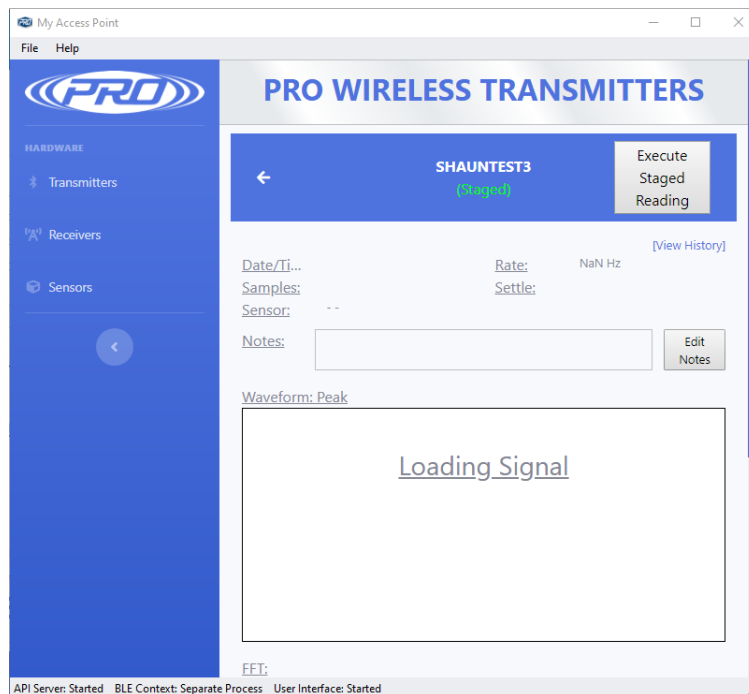 My Access Point
File Help
PRO
PRO WIRELESS TRANSMITTERS
HARDWARE
Transmitters
Receivers
Sensors
SHAUNTEST3
(Staged)
Execute
Staged
Reading
[View History]
Date/Ti...
Rate: NaN Hz
Samples:
Settle:
Sensor: - -
Notes:
Edit
Notes
Waveform: Peak
Loading Signal
FFT:
API Server: Started BLE Context: Separate Process User Interface: Started